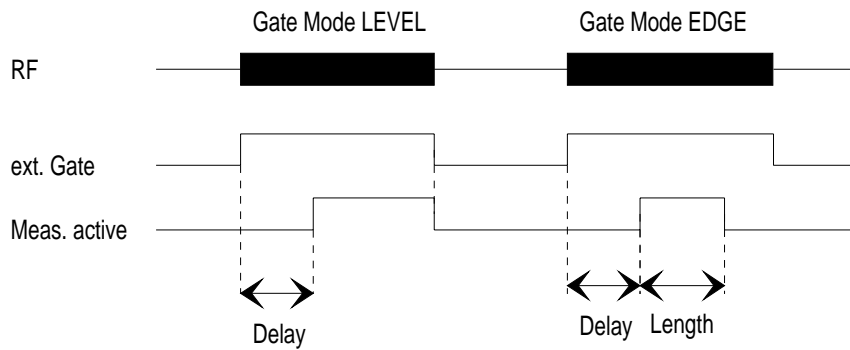 Gate Mode LEVEL
Gate Mode EDGE
RF
ext. Gate
Meas. active
Delay
Delay
Length